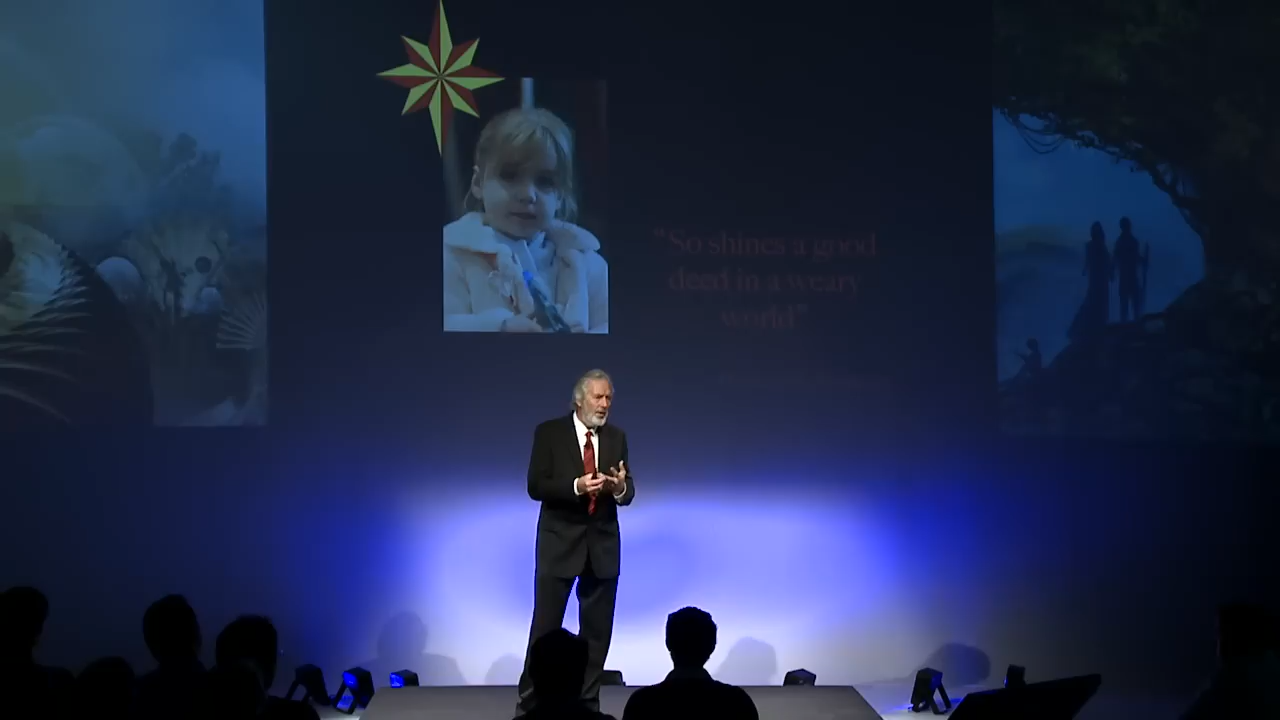 “So shines a good
deed in a weary
world”